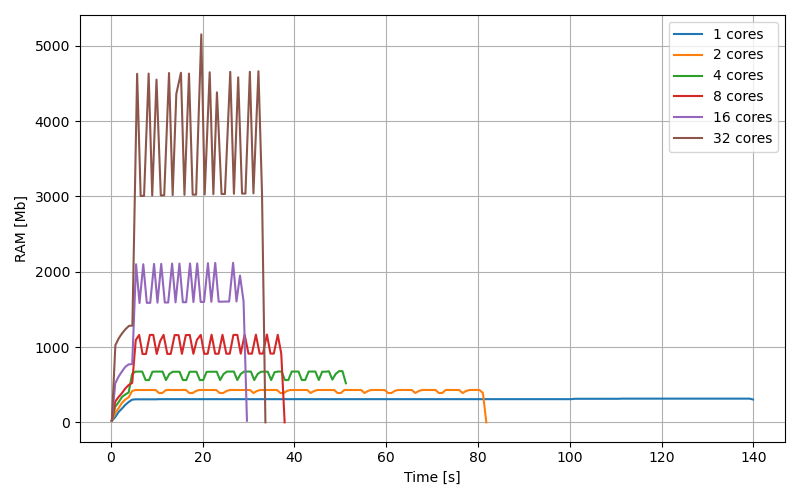 5000
4000
3000
2000
1000
0
RAM [Mb]
1 cores
2 cores
4 cores
8 cores
16 cores
32 cores
0 20 40 60 80 100 120 140
Time [s]